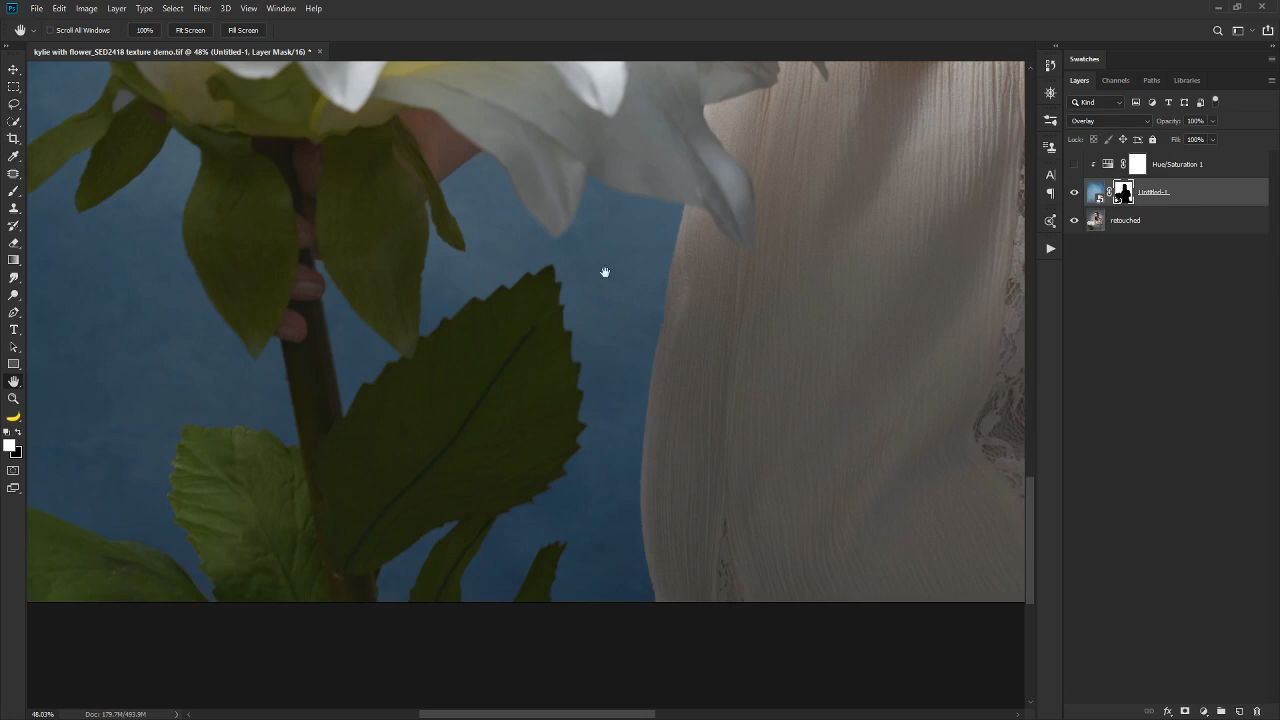 Ps File Edit Image Layer Type Select Filter 3D View Window Help
Scroll All Windows 100% Fit Screen Fill Screen
kylie with flower_SED2418 texture demo.tif @ 48% (Untitled-1, Layer Mask/16) * ×
Swatches
Layers Channels Paths Libraries
Kind
Overlay Opacity: 100%
Lock: Fill: 100%
Hue/Saturation 1
Untitled-1
retouched
48.03% Doc: 179.7M/493.9M